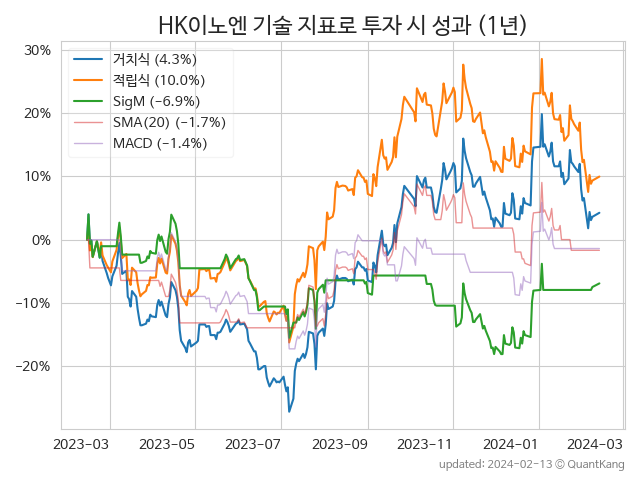 HK이노엔 기술 지표로 투자 시 성과 (1년)
30%
20%
10%
0%
−10%
−20%
거치식 (4.3%)
적립식 (10.0%)
SigM (−6.9%)
SMA(20) (−1.7%)
MACD (−1.4%)
2023-03 2023-05 2023-07 2023-09 2023-11 2024-01 2024-03
updated: 2024-02-13 © QuantKang